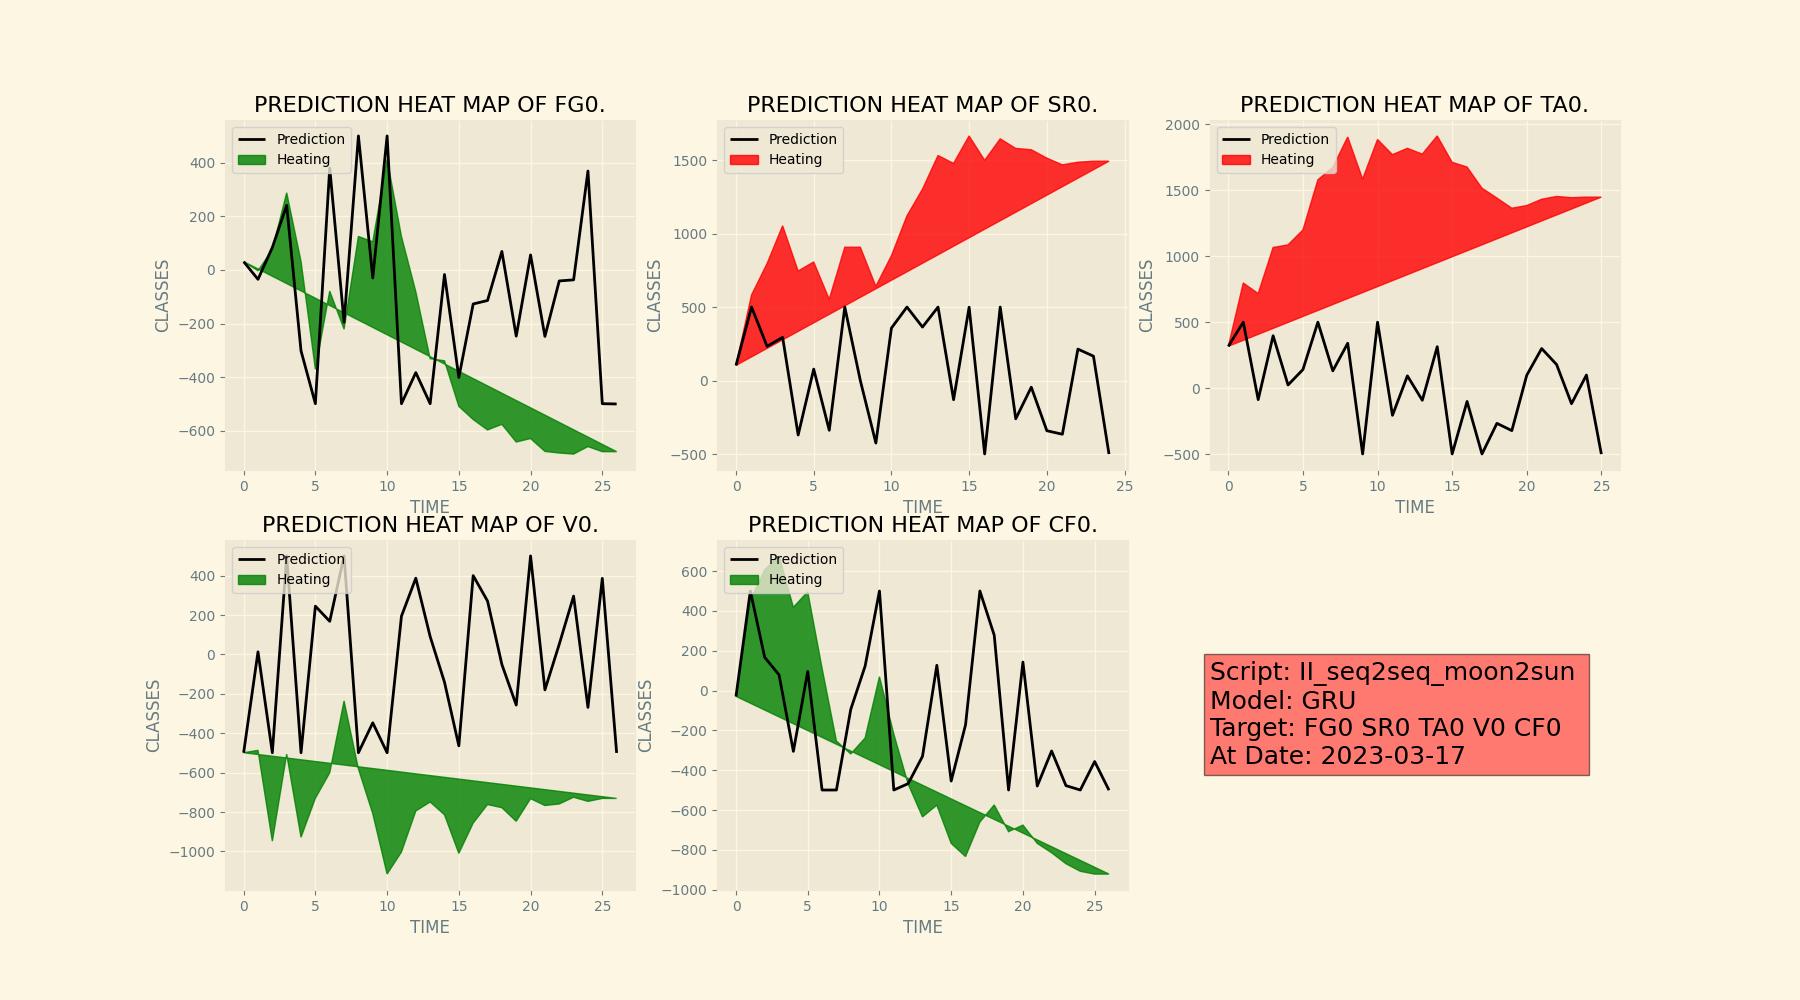 PREDICTION HEAT MAP OF FG0.
Prediction
Heating
CLASSES
400
200
0
−200
−400
−600
0 5 10 15 20 25
TIME
PREDICTION HEAT MAP OF SR0.
Prediction
Heating
CLASSES
1500
1000
500
0
−500
0 5 10 15 20 25
TIME
PREDICTION HEAT MAP OF TA0.
Prediction
Heating
CLASSES
2000
1500
1000
500
0
−500
0 5 10 15 20 25
TIME
PREDICTION HEAT MAP OF V0.
Prediction
Heating
CLASSES
400
200
0
−200
−400
−600
−800
−1000
0 5 10 15 20 25
TIME
PREDICTION HEAT MAP OF CF0.
Prediction
Heating
CLASSES
600
400
200
0
−200
−400
−600
−800
−1000
0 5 10 15 20 25
TIME
Script: II_seq2seq_moon2sun
Model: GRU
Target: FG0 SR0 TA0 V0 CF0
At Date: 2023-03-17